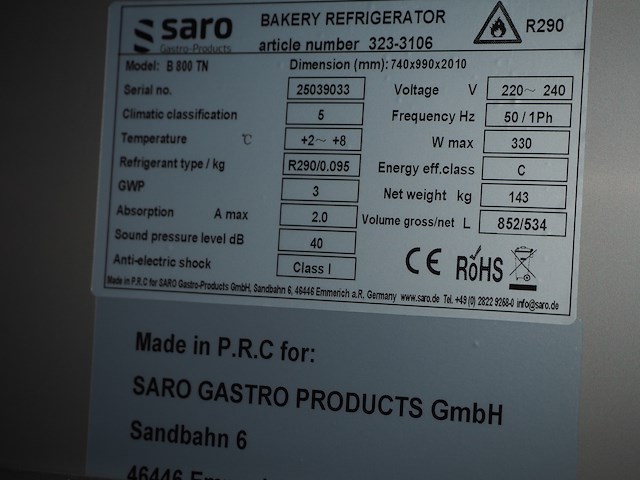 saro
Gastro-Products
BAKERY REFRIGERATOR
article number 323-3106
R290
Model: B 800 TN Dimension (mm): 740x990x2010
Serial no. 25039033 Voltage V 220~ 240
Climatic classification 5 Frequency Hz 50 / 1Ph
Temperature °C +2~ +8 W max 330
Refrigerant type / kg R290/0.095 Energy eff.class C
GWP 3 Net weight kg 143
Absorption A max 2.0 Volume gross/net L 852/534
Sound pressure level dB 40
Anti-electric shock Class I
CE RoHS
Made in P.R.C for SARO Gastro-Products GmbH, Sandbahn 6, 46446 Emmerich a.R, Germany www.saro.de Tel. +49 (0) 2822 9258-0 info@saro.de
Made in P.R.C for:
SARO GASTRO PRODUCTS GmbH
Sandbahn 6
46446 Emm